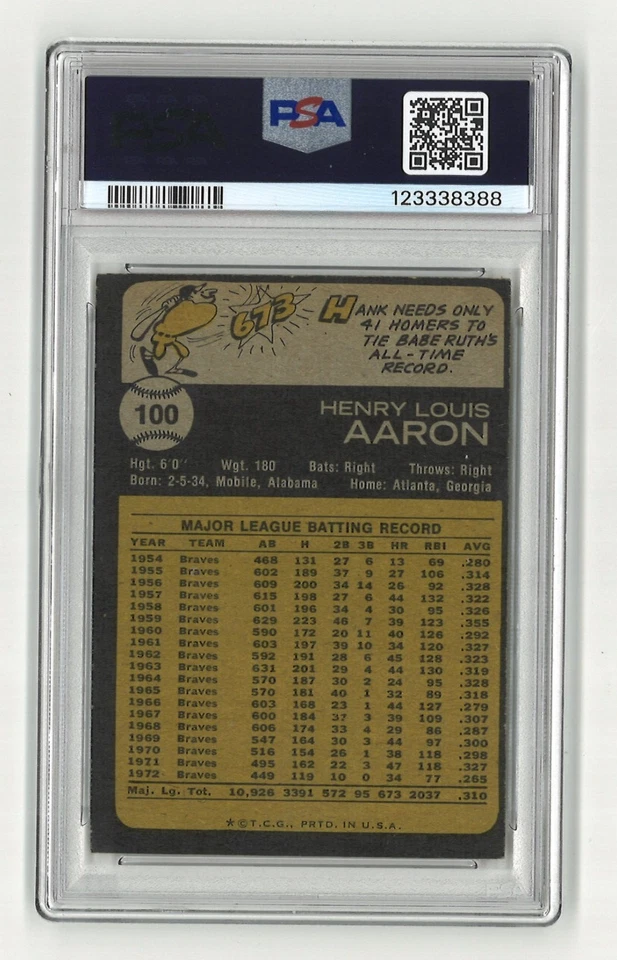 PSA
123338388
673
HANK NEEDS ONLY
41 HOMERS TO
TIE BABE RUTH'S
ALL-TIME
RECORD.
100
HENRY LOUIS
AARON
Hgt. 6'0" Wgt. 180 Bats: Right Throws: Right
Born: 2-5-34, Mobile, Alabama Home: Atlanta, Georgia
MAJOR LEAGUE BATTING RECORD
YEAR TEAM AB H 2B 3B HR RBI AVG
1954 Braves 468 131 27 6 13 69 .280
1955 Braves 602 189 37 9 27 106 .314
1956 Braves 609 200 34 14 26 92 .328
1957 Braves 615 198 27 6 44 132 .322
1958 Braves 601 196 34 4 30 95 .326
1959 Braves 629 223 46 7 39 123 .355
1960 Braves 590 172 20 11 40 126 .292
1961 Braves 603 197 39 10 34 120 .327
1962 Braves 592 191 28 6 45 128 .323
1963 Braves 631 201 29 4 44 130 .319
1964 Braves 570 187 30 2 24 95 .328
1965 Braves 570 181 40 1 32 89 .318
1966 Braves 603 168 23 1 44 127 .279
1967 Braves 600 184 37 3 39 109 .307
1968 Braves 606 174 33 4 29 86 .287
1969 Braves 547 164 30 3 44 97 .300
1970 Braves 516 154 26 1 38 118 .298
1971 Braves 495 162 22 3 47 118 .327
1972 Braves 449 119 10 0 34 77 .265
Maj. Lg. Tot. 10,926 3391 572 95 673 2037 .310
*©T.C.G., PRTD. IN U.S.A.